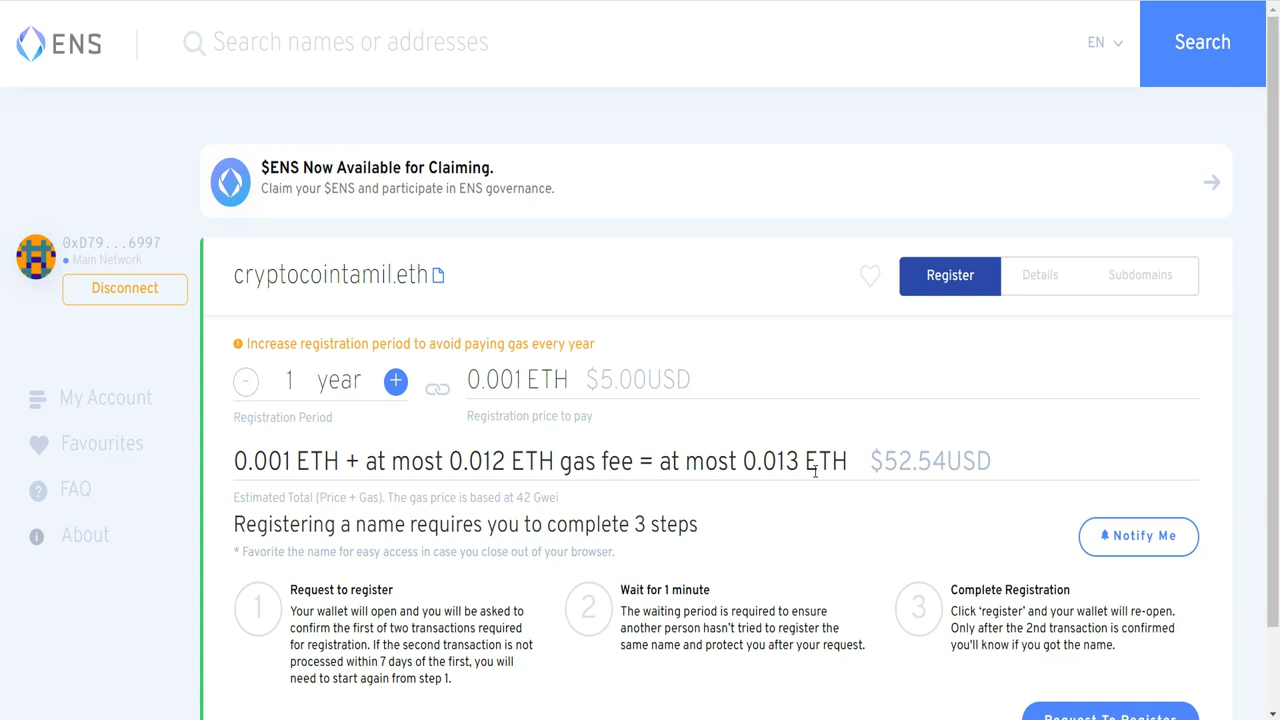 ENS
Search names or addresses
EN
Search
$ENS Now Available for Claiming.
Claim your $ENS and participate in ENS governance.
0xD79...6997
Main Network
Disconnect
cryptocointamil.eth
Register
Details
Subdomains
Increase registration period to avoid paying gas every year
- 1 year +
0.001 ETH $5.00USD
Registration Period
Registration price to pay
My Account
Favourites
FAQ
About
0.001 ETH + at most 0.012 ETH gas fee = at most 0.013 ETH $52.54USD
Estimated Total (Price + Gas). The gas price is based at 42 Gwei
Registering a name requires you to complete 3 steps
* Favorite the name for easy access in case you close out of your browser.
Notify Me
1
Request to register
Your wallet will open and you will be asked to
confirm the first of two transactions required
for registration. If the second transaction is not
processed within 7 days of the first, you will
need to start again from step 1.
2
Wait for 1 minute
The waiting period is required to ensure
another person hasn't tried to register the
same name and protect you after your request.
3
Complete Registration
Click ‘register’ and your wallet will re-open.
Only after the 2nd transaction is confirmed
you'll know if you got the name.
Request To Register